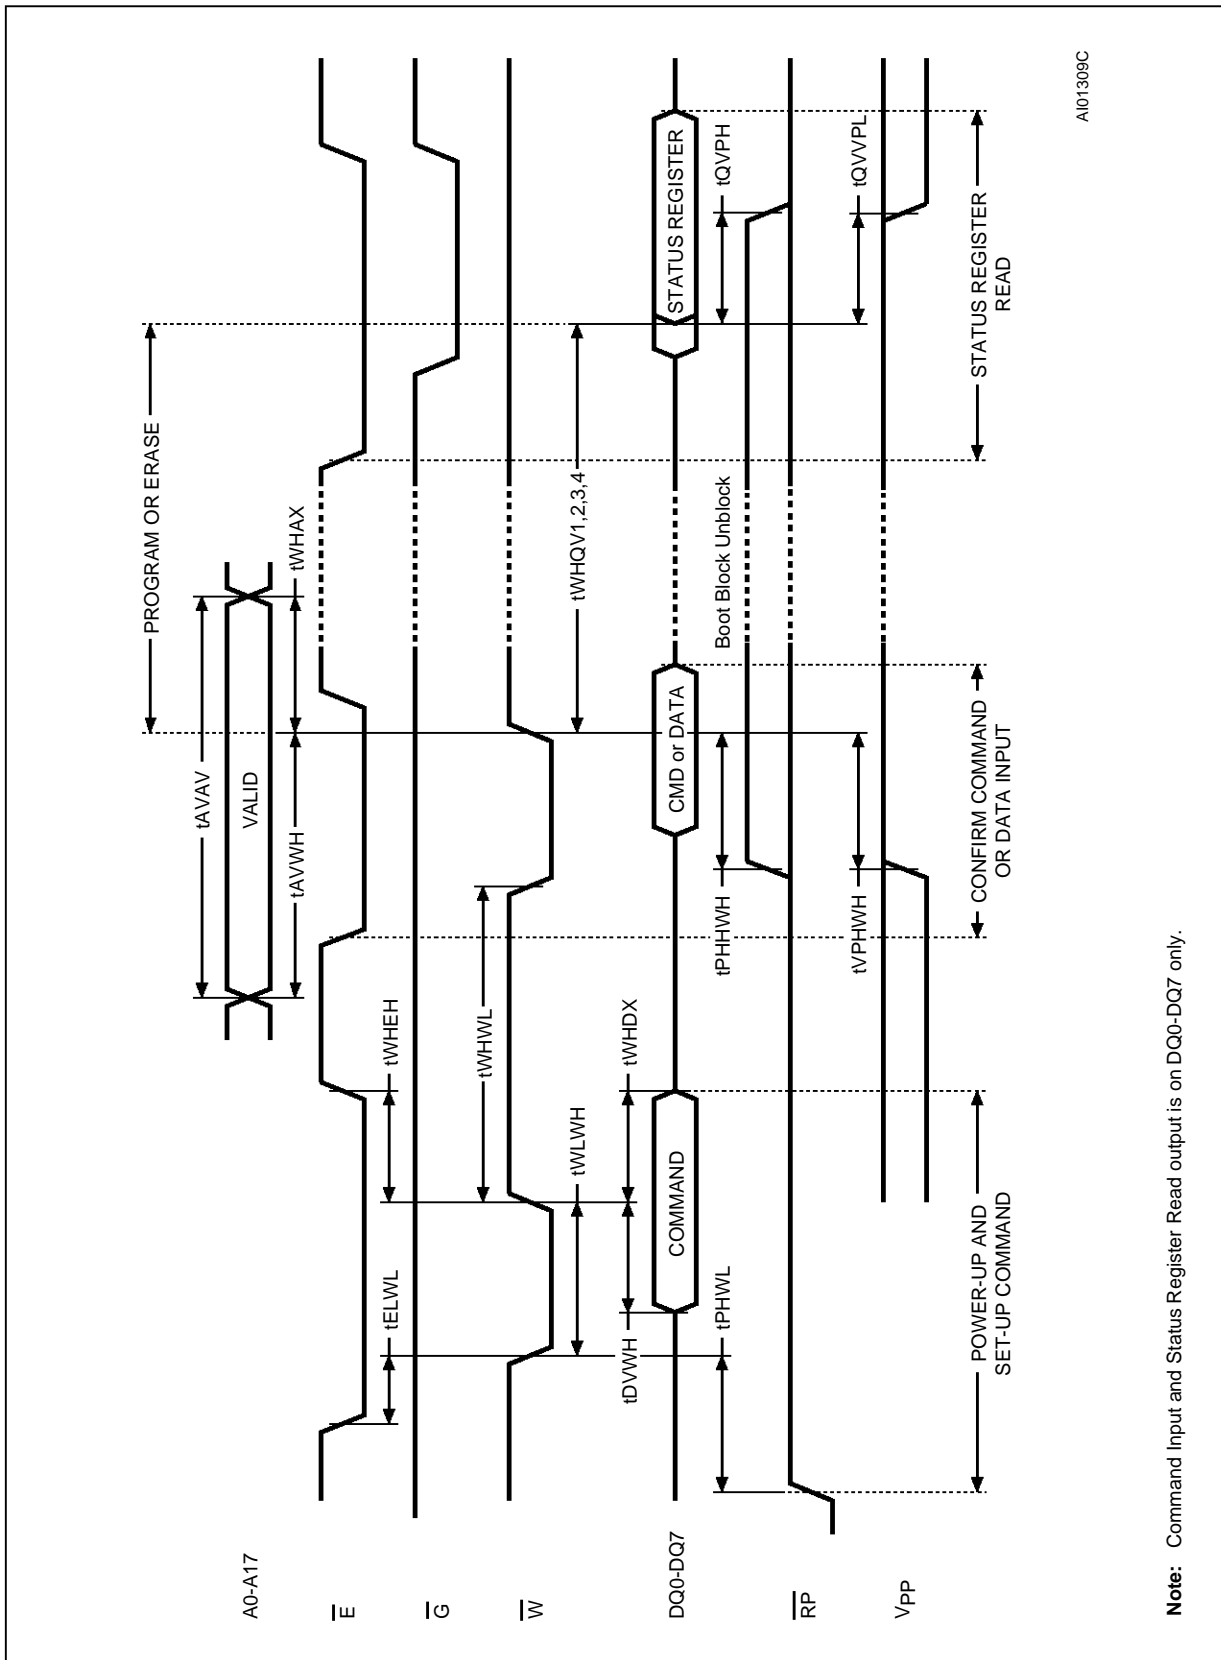 A0-A17
E
G
W
DQ0-DQ7
RP
VPP
PROGRAM OR ERASE
tAVAV
VALID
tAVWH
tWHAX
tELWL
tWHEH
tWHWL
tWLWH
tWHQV1,2,3,4
tDVWH
tWHDX
COMMAND
CMD or DATA
STATUS REGISTER
tPHWL
tPHHWH
Boot Block Unblock
tQVPH
tVPHWH
tQVVPL
POWER-UP AND
SET-UP COMMAND
CONFIRM COMMAND
OR DATA INPUT
STATUS REGISTER
READ
AI01309C
Note: Command Input and Status Register Read output is on DQ0-DQ7 only.